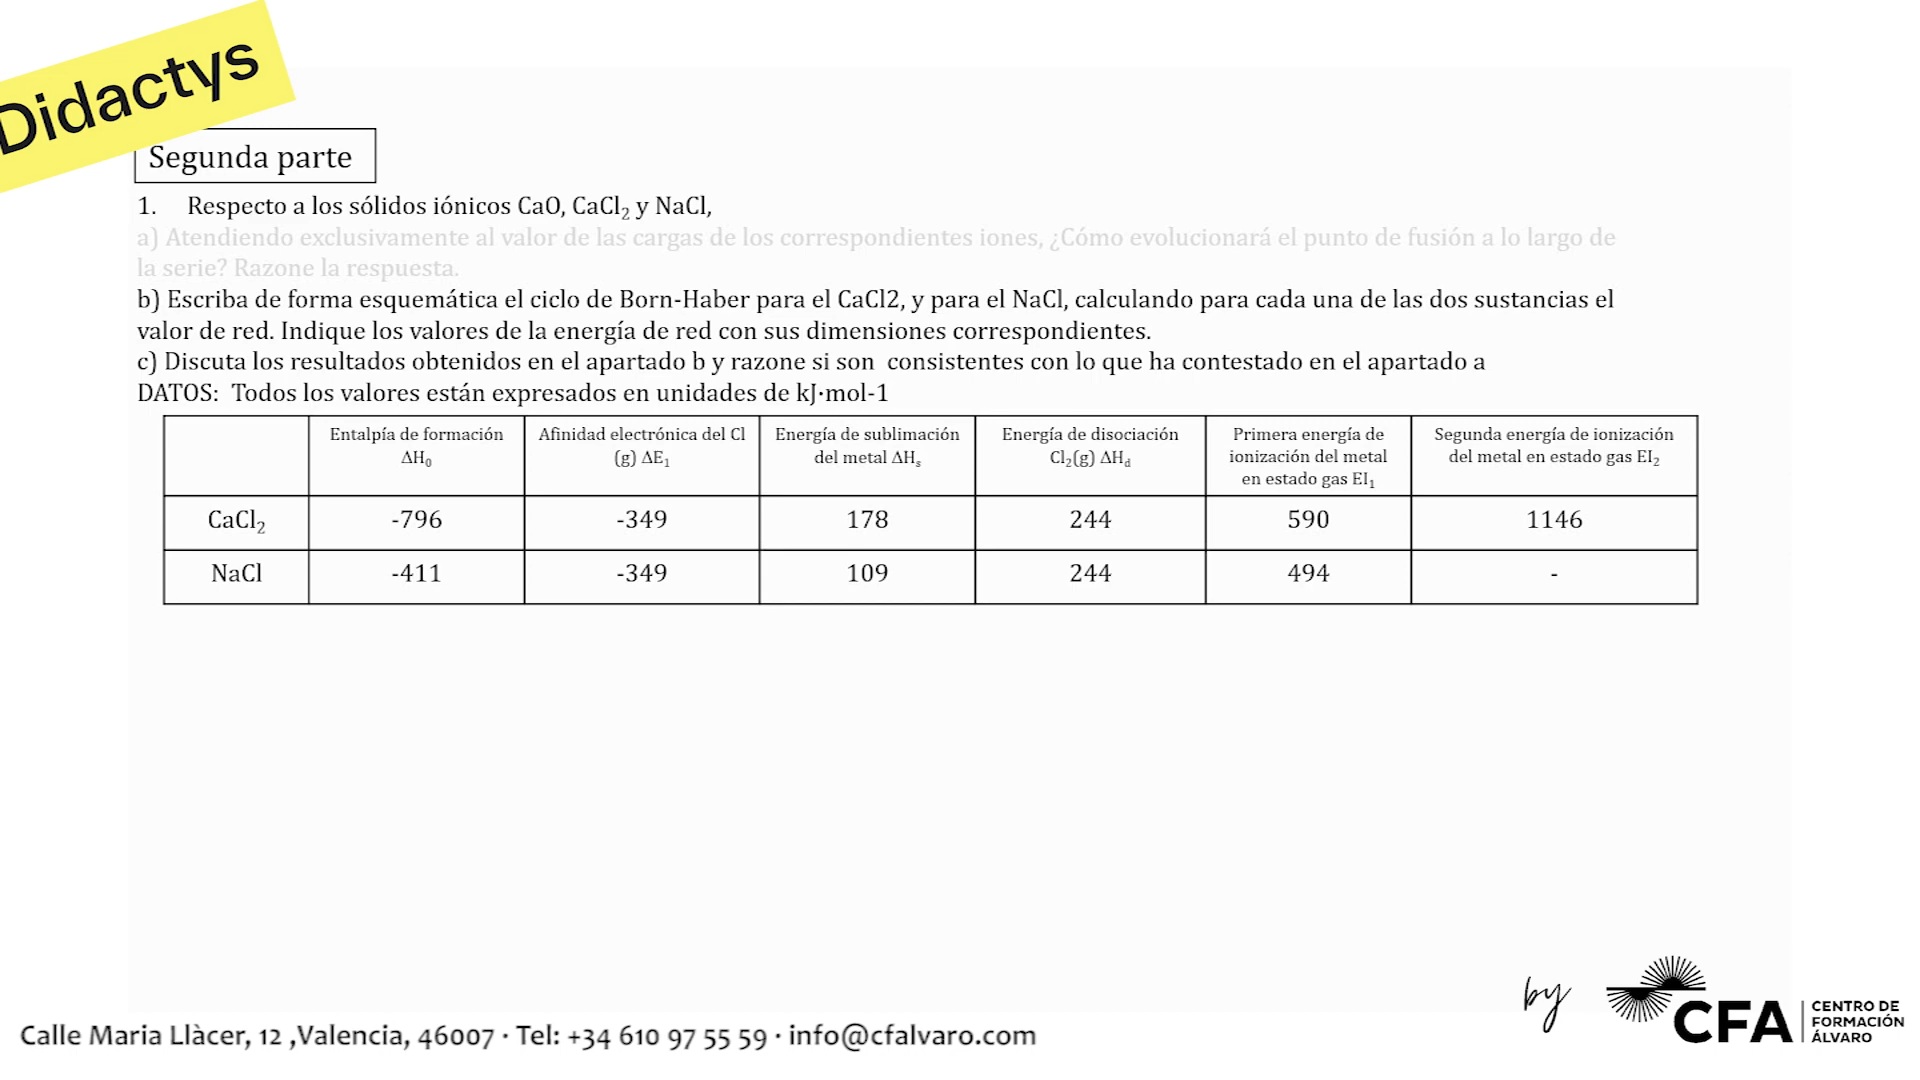 Didactys
Segunda parte
1. Respecto a los sólidos iónicos CaO, CaCl₂ y NaCl,
a) Atendiendo exclusivamente al valor de las cargas de los correspondientes iones, ¿Cómo evolucionará el punto de fusión a lo largo de
la serie? Razone la respuesta.
b) Escriba de forma esquemática el ciclo de Born-Haber para el CaCl2, y para el NaCl, calculando para cada una de las dos sustancias el
valor de red. Indique los valores de la energía de red con sus dimensiones correspondientes.
c) Discuta los resultados obtenidos en el apartado b y razone si son consistentes con lo que ha contestado en el apartado a
DATOS: Todos los valores están expresados en unidades de kJ·mol-1
Entalpía de formación
ΔH₀
Afinidad electrónica del Cl
(g) ΔE₁
Energía de sublimación
del metal ΔHₛ
Energía de disociación
Cl₂(g) ΔH_d
Primera energía de
ionización del metal
en estado gas EI₁
Segunda energía de ionización
del metal en estado gas EI₂
CaCl₂ -796 -349 178 244 590 1146
NaCl -411 -349 109 244 494 -
by
CFA
CENTRO DE
FORMACIÓN
ÁLVARO
Calle Maria Llàcer, 12 ,Valencia, 46007 · Tel: +34 610 97 55 59 · info@cfalvaro.com